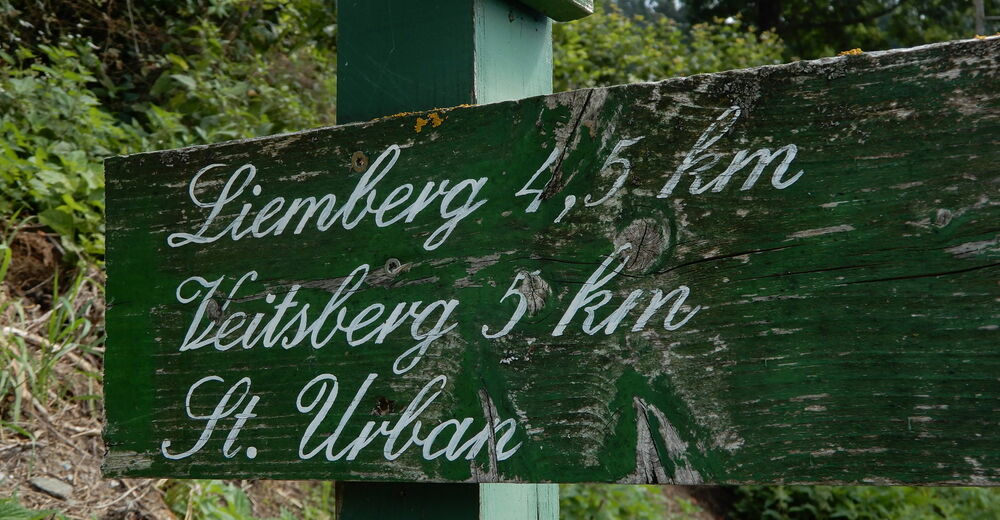 Liemberg 4,5 km
Veitsberg 5 km
St. Urban